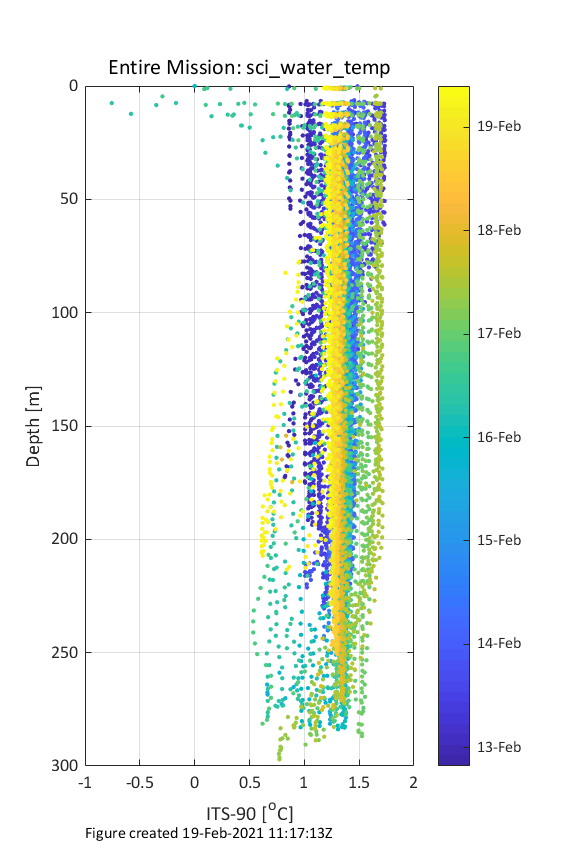 Entire Mission: sci_water_temp
0
50
100
150
200
250
300
Depth [m]
-1 -0.5 0 0.5 1 1.5 2
ITS-90 [°C]
Figure created 19-Feb-2021 11:17:13Z
19-Feb
18-Feb
17-Feb
16-Feb
15-Feb
14-Feb
13-Feb